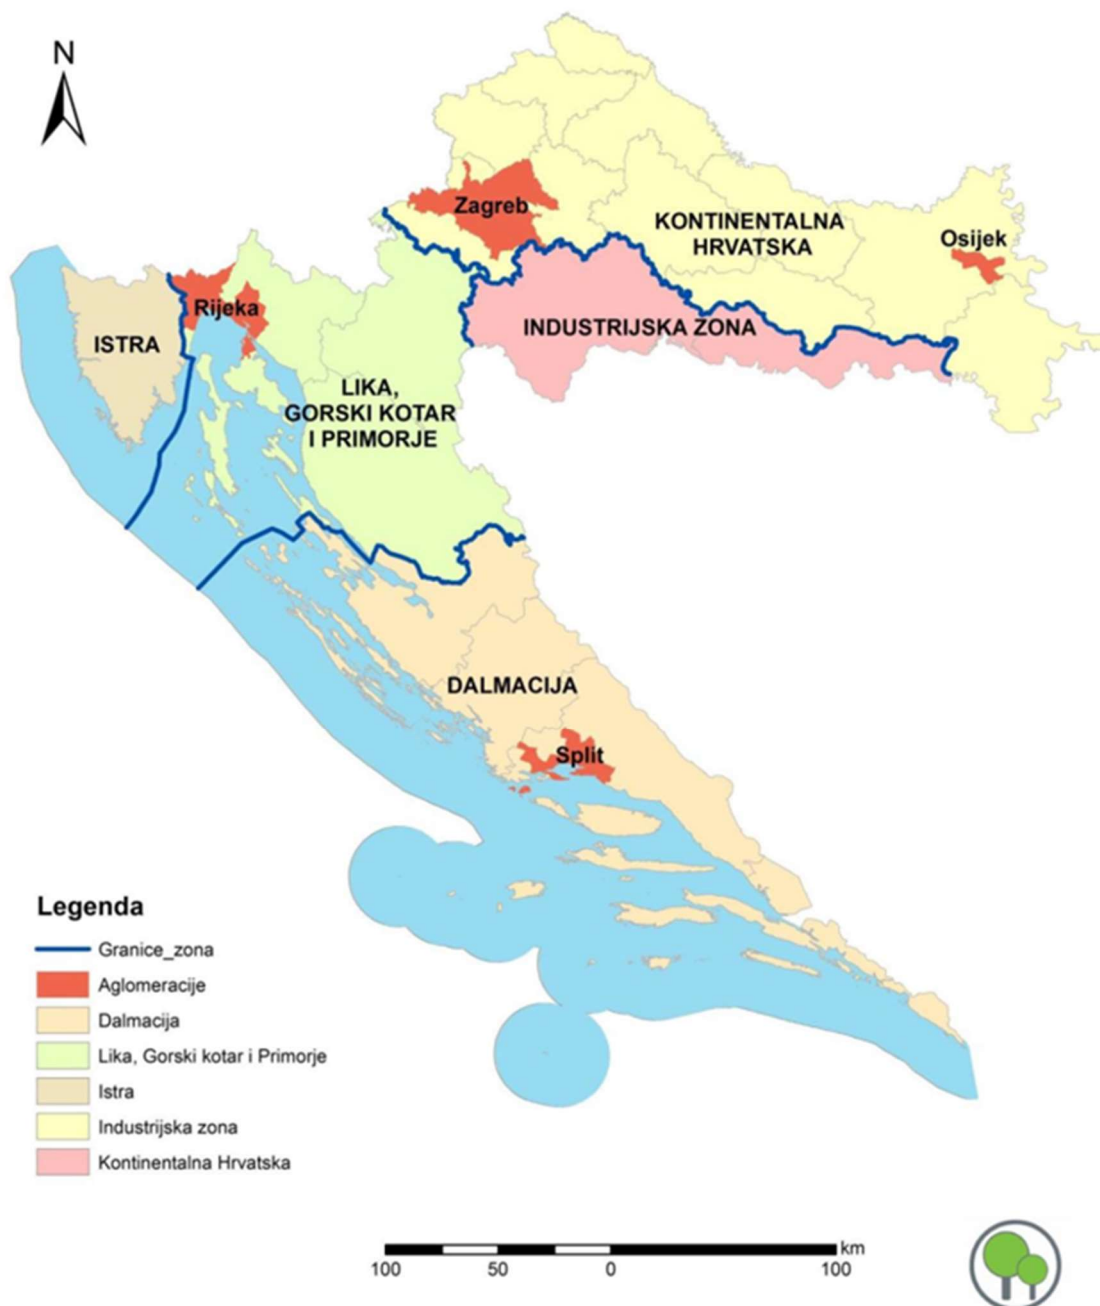 N
Zagreb
KONTINENTALNA
HRVATSKA
Osijek
Rijeka
INDUSTRIJSKA ZONA
ISTRA
LIKA,
GORSKI KOTAR
I PRIMORJE
DALMACIJA
Split
Legenda
Granice_zona
Aglomeracije
Dalmacija
Lika, Gorski kotar i Primorje
Istra
Industrijska zona
Kontinentalna Hrvatska
km
100 50 0 100